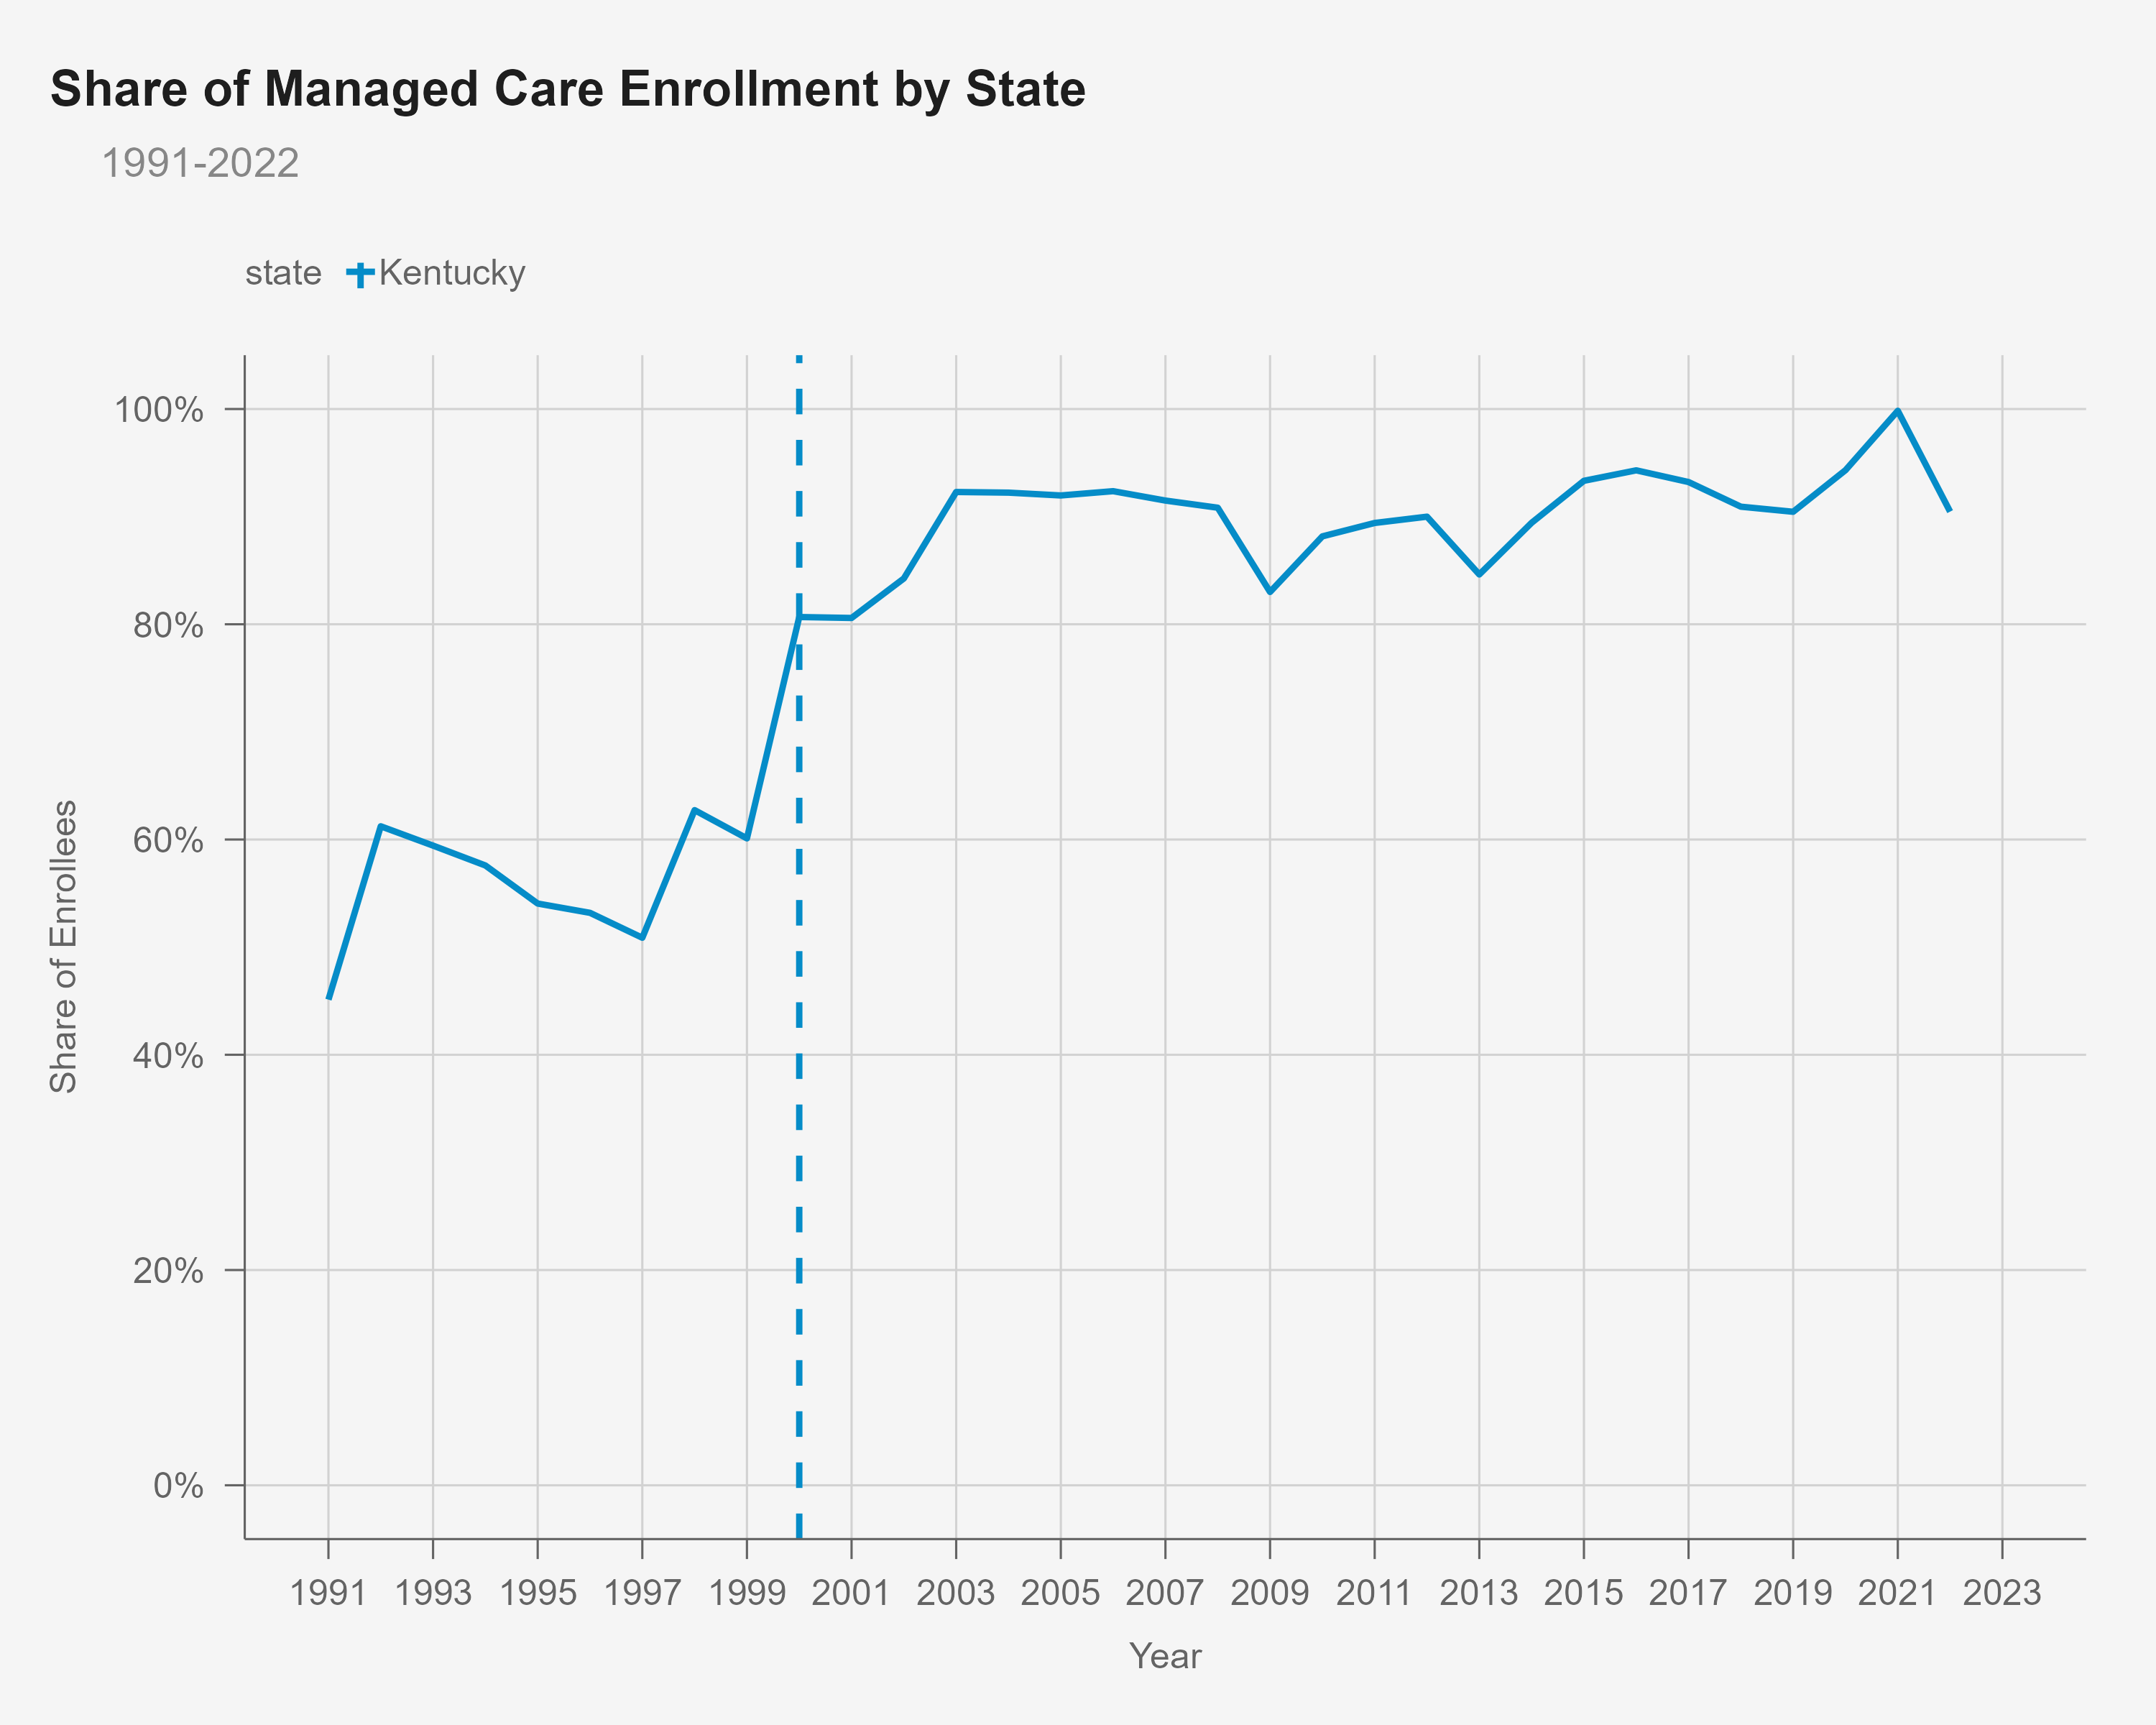 Share of Managed Care Enrollment by State
1991-2022
state Kentucky
100%
80%
60%
40%
20%
0%
Share of Enrollees
1991 1993 1995 1997 1999 2001 2003 2005 2007 2009 2011 2013 2015 2017 2019 2021 2023
Year